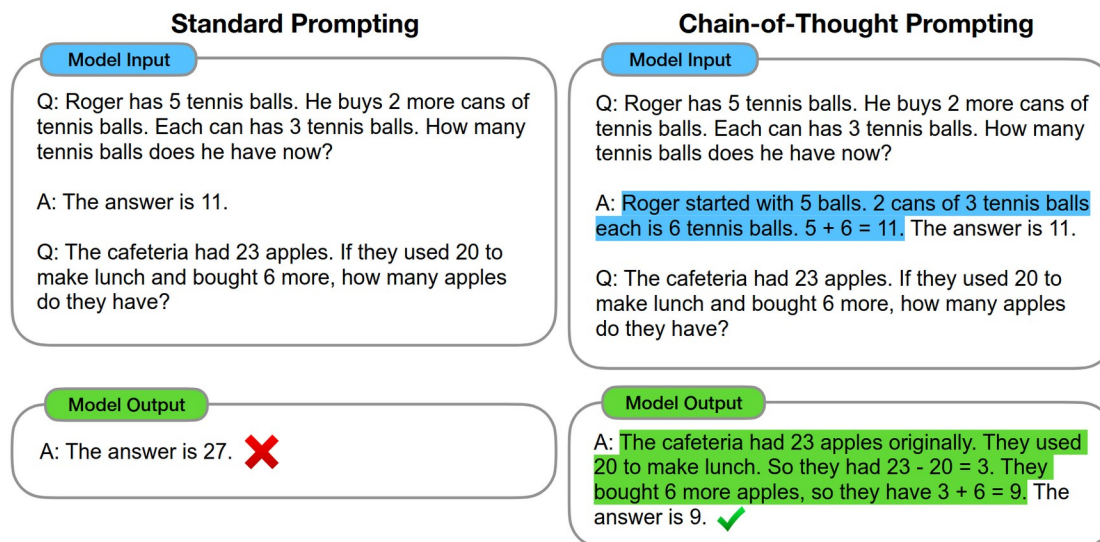 Standard Prompting
Model Input
Q: Roger has 5 tennis balls. He buys 2 more cans of
tennis balls. Each can has 3 tennis balls. How many
tennis balls does he have now?
A: The answer is 11.
Q: The cafeteria had 23 apples. If they used 20 to
make lunch and bought 6 more, how many apples
do they have?
Model Output
A: The answer is 27.
Chain-of-Thought Prompting
Model Input
Q: Roger has 5 tennis balls. He buys 2 more cans of
tennis balls. Each can has 3 tennis balls. How many
tennis balls does he have now?
A: Roger started with 5 balls. 2 cans of 3 tennis balls
each is 6 tennis balls. 5 + 6 = 11. The answer is 11.
Q: The cafeteria had 23 apples. If they used 20 to
make lunch and bought 6 more, how many apples
do they have?
Model Output
A: The cafeteria had 23 apples originally. They used
20 to make lunch. So they had 23 - 20 = 3. They
bought 6 more apples, so they have 3 + 6 = 9. The
answer is 9.